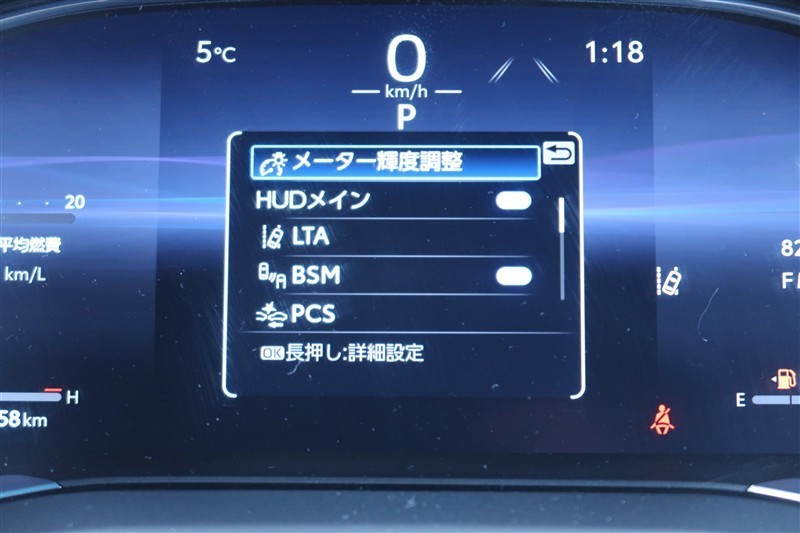 5℃
0
km/h
1:18
P
メーター輝度調整
HUDメイン
LTA
BSM
PCS
OK長押し:詳細設定
20
平均燃費
km/L
H
58km
82
E